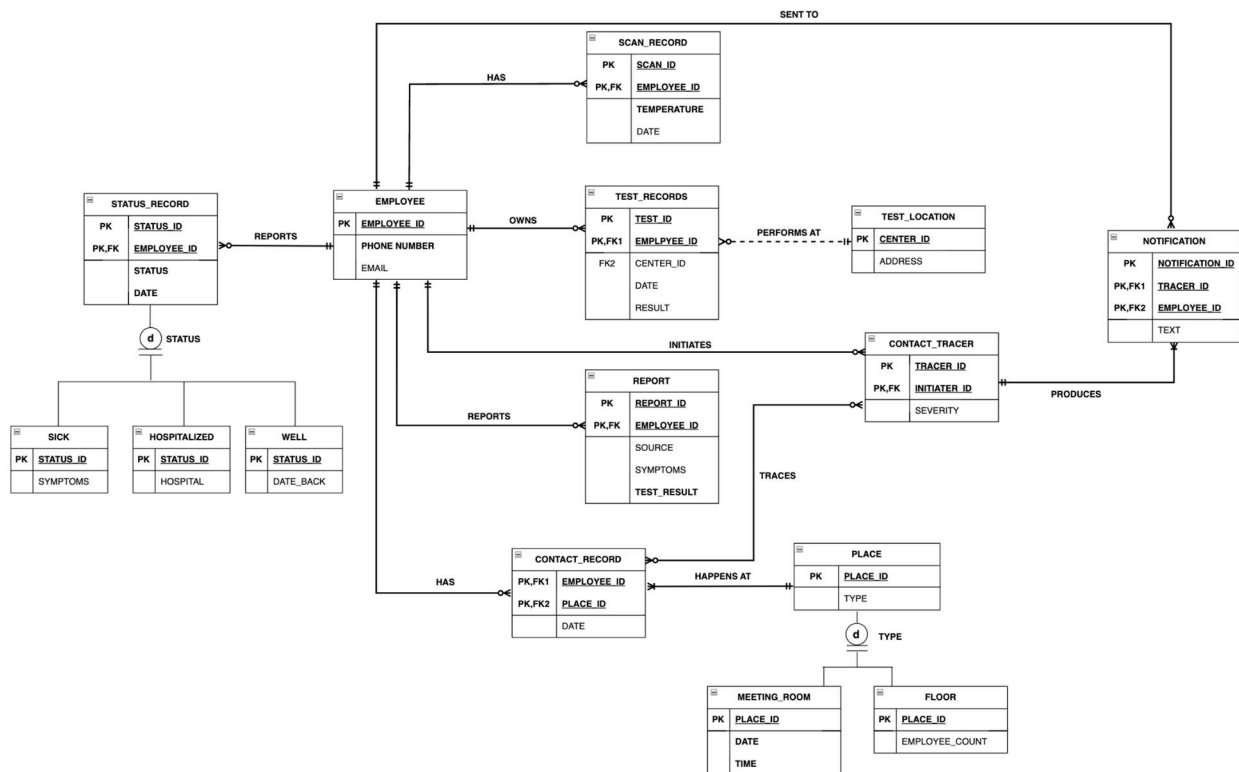 SENT TO
SCAN_RECORD
PK SCAN_ID
PK,FK EMPLOYEE_ID
TEMPERATURE
DATE
HAS
STATUS_RECORD
PK STATUS_ID
PK,FK EMPLOYEE_ID
STATUS
DATE
REPORTS
EMPLOYEE
PK EMPLOYEE_ID
PHONE NUMBER
EMAIL
OWNS
TEST_RECORDS
PK TEST_ID
PK,FK1 EMPLPYEE_ID
FK2 CENTER_ID
DATE
RESULT
PERFORMS AT
TEST_LOCATION
PK CENTER_ID
ADDRESS
NOTIFICATION
PK NOTIFICATION_ID
PK,FK1 TRACER_ID
PK,FK2 EMPLOYEE_ID
TEXT
d STATUS
INITIATES
CONTACT_TRACER
PK TRACER_ID
PK,FK INITIATER_ID
SEVERITY
PRODUCES
SICK
PK STATUS_ID
SYMPTOMS
HOSPITALIZED
PK STATUS_ID
HOSPITAL
WELL
PK STATUS_ID
DATE_BACK
REPORTS
REPORT
PK REPORT_ID
PK,FK EMPLOYEE_ID
SOURCE
SYMPTOMS
TEST_RESULT
TRACES
HAS
CONTACT_RECORD
PK,FK1 EMPLOYEE_ID
PK,FK2 PLACE_ID
DATE
HAPPENS AT
PLACE
PK PLACE_ID
TYPE
d TYPE
MEETING_ROOM
PK PLACE_ID
DATE
TIME
FLOOR
PK PLACE_ID
EMPLOYEE_COUNT